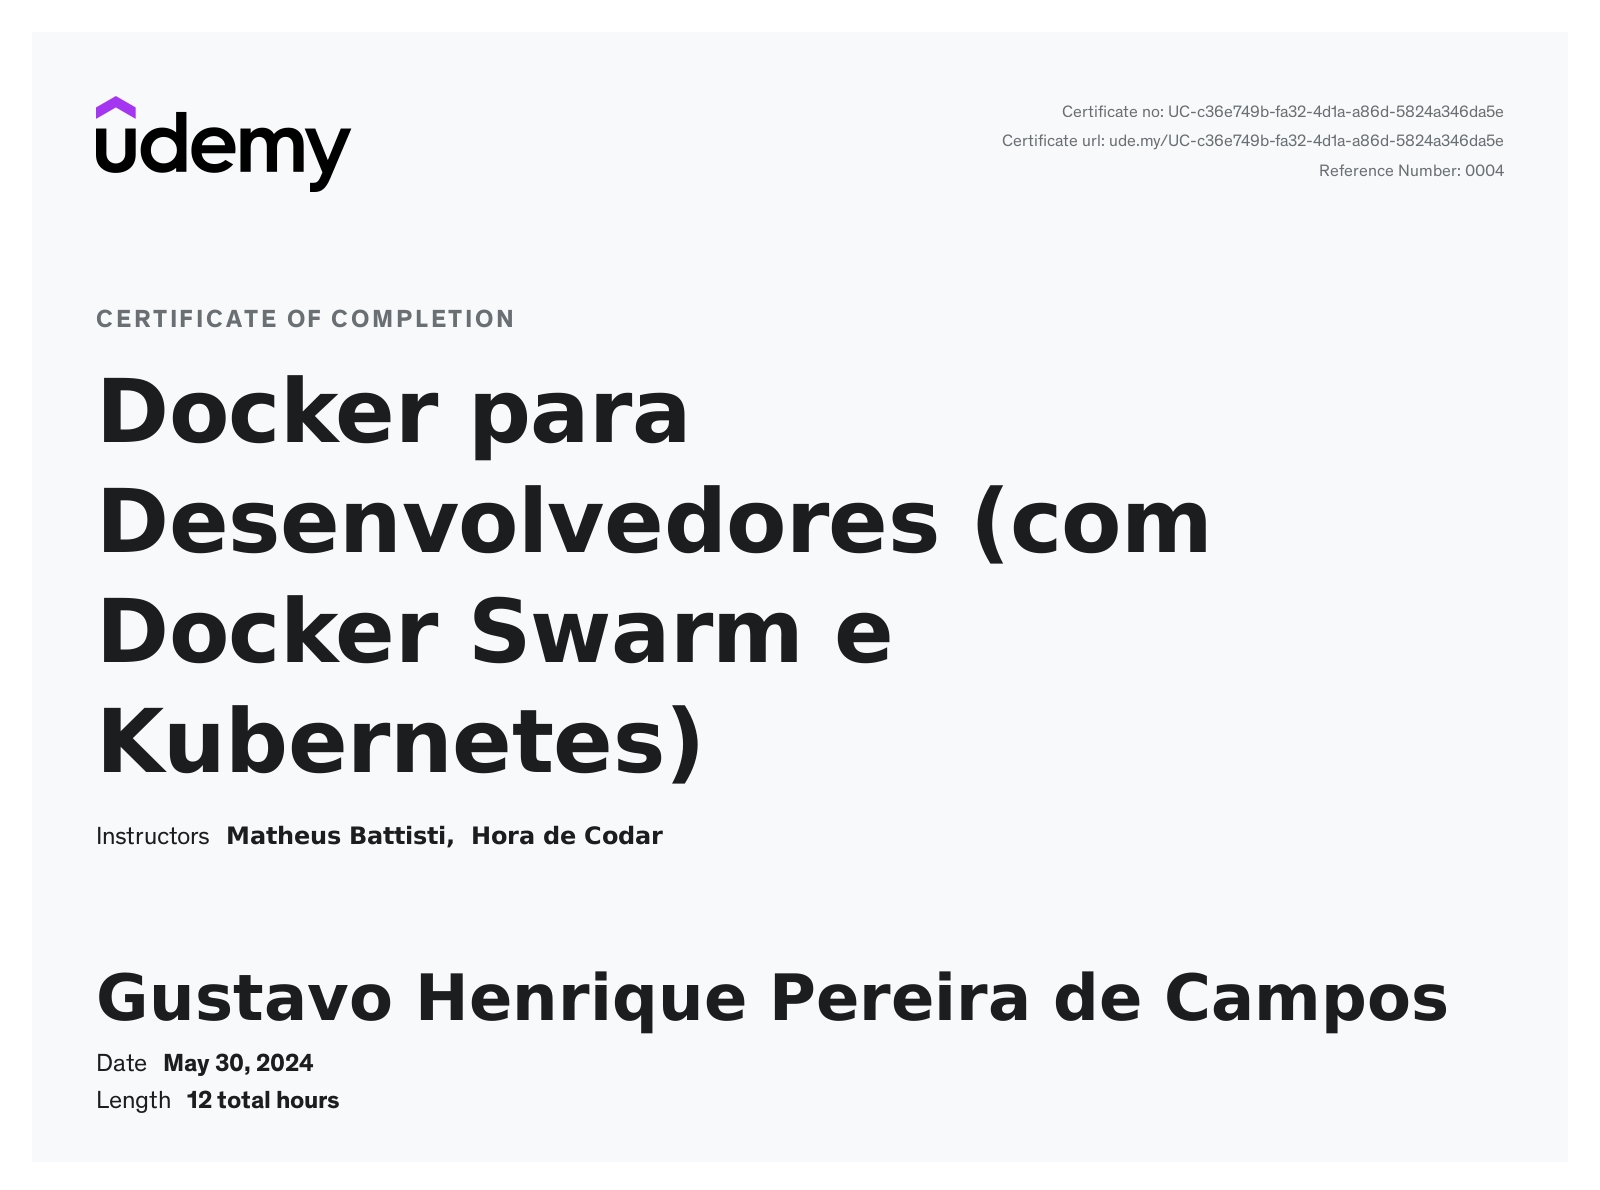 udemy
Certificate no: UC-c36e749b-fa32-4d1a-a86d-5824a346da5e
Certificate url: ude.my/UC-c36e749b-fa32-4d1a-a86d-5824a346da5e
Reference Number: 0004
CERTIFICATE OF COMPLETION
Docker para
Desenvolvedores (com
Docker Swarm e
Kubernetes)
Instructors Matheus Battisti, Hora de Codar
Gustavo Henrique Pereira de Campos
Date May 30, 2024
Length 12 total hours